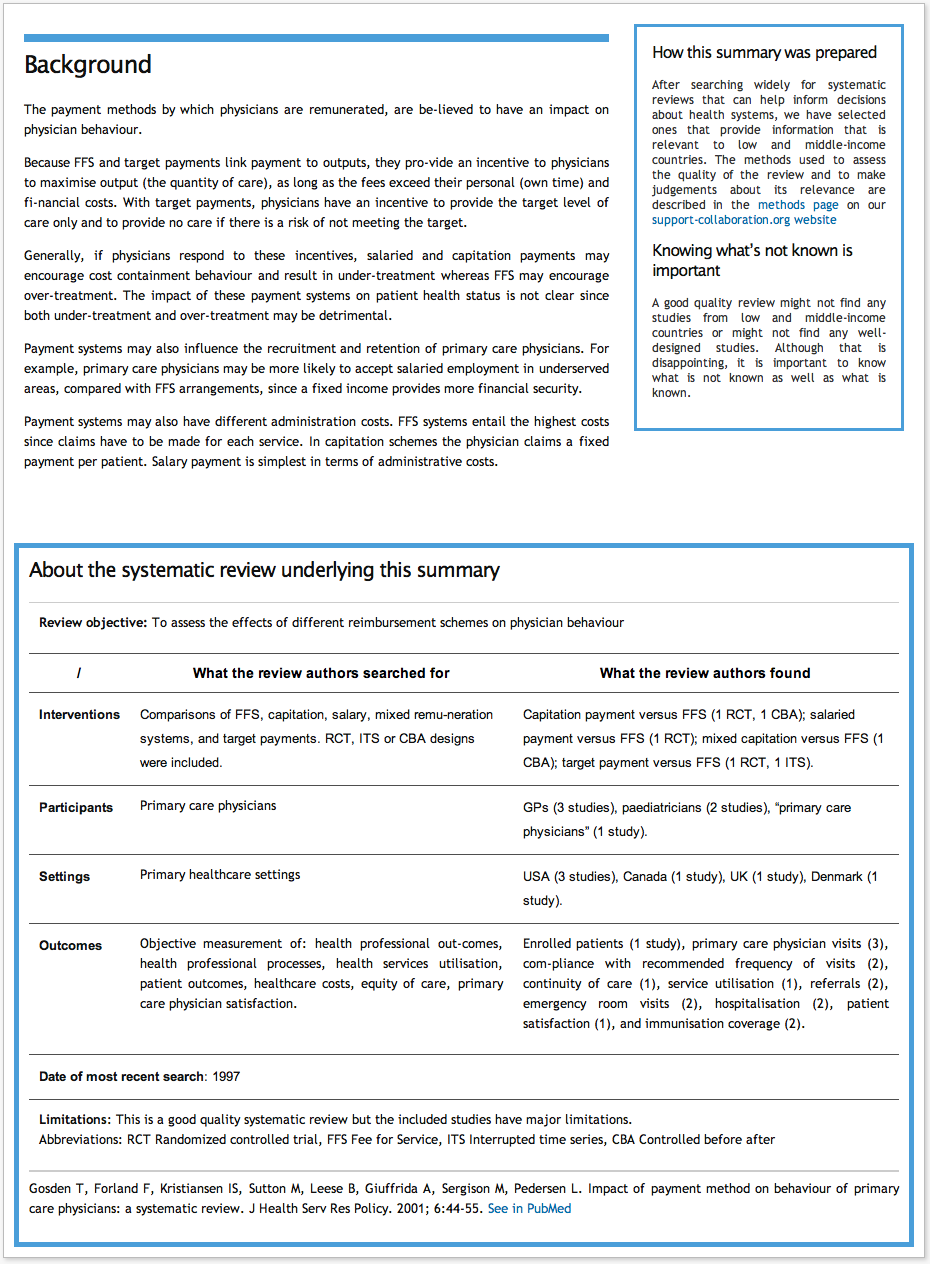 Background
The payment methods by which physicians are remunerated, are be-lieved to have an impact on
physician behaviour.
Because FFS and target payments link payment to outputs, they pro-vide an incentive to physicians
to maximise output (the quantity of care), as long as the fees exceed their personal (own time) and
fi-nancial costs. With target payments, physicians have an incentive to provide the target level of
care only and to provide no care if there is a risk of not meeting the target.
Generally, if physicians respond to these incentives, salaried and capitation payments may
encourage cost containment behaviour and result in under-treatment whereas FFS may encourage
over-treatment. The impact of these payment systems on patient health status is not clear since
both under-treatment and over-treatment may be detrimental.
Payment systems may also influence the recruitment and retention of primary care physicians. For
example, primary care physicians may be more likely to accept salaried employment in underserved
areas, compared with FFS arrangements, since a fixed income provides more financial security.
Payment systems may also have different administration costs. FFS systems entail the highest costs
since claims have to be made for each service. In capitation schemes the physician claims a fixed
payment per patient. Salary payment is simplest in terms of administrative costs.
How this summary was prepared
After searching widely for systematic
reviews that can help inform decisions
about health systems, we have selected
ones that provide information that is
relevant to low and middle-income
countries. The methods used to assess
the quality of the review and to make
judgements about its relevance are
described in the methods page on our
support-collaboration.org website
Knowing what's not known is
important
A good quality review might not find any
studies from low and middle-income
countries or might not find any well-
designed studies. Although that is
disappointing, it is important to know
what is not known as well as what is
known.
About the systematic review underlying this summary
Review objective: To assess the effects of different reimbursement schemes on physician behaviour
/ What the review authors searched for What the review authors found
Interventions
Comparisons of FFS, capitation, salary, mixed remu-neration
systems, and target payments. RCT, ITS or CBA designs
were included.
Capitation payment versus FFS (1 RCT, 1 CBA); salaried
payment versus FFS (1 RCT); mixed capitation versus FFS (1
CBA); target payment versus FFS (1 RCT, 1 ITS).
Participants
Primary care physicians
GPs (3 studies), paediatricians (2 studies), “primary care
physicians” (1 study).
Settings
Primary healthcare settings
USA (3 studies), Canada (1 study), UK (1 study), Denmark (1
study).
Outcomes
Objective measurement of: health professional out-comes,
health professional processes, health services utilisation,
patient outcomes, healthcare costs, equity of care, primary
care physician satisfaction.
Enrolled patients (1 study), primary care physician visits (3),
com-pliance with recommended frequency of visits (2),
continuity of care (1), service utilisation (1), referrals (2),
emergency room visits (2), hospitalisation (2), patient
satisfaction (1), and immunisation coverage (2).
Date of most recent search: 1997
Limitations: This is a good quality systematic review but the included studies have major limitations.
Abbreviations: RCT Randomized controlled trial, FFS Fee for Service, ITS Interrupted time series, CBA Controlled before after
Gosden T, Forland F, Kristiansen IS, Sutton M, Leese B, Giuffrida A, Sergison M, Pedersen L. Impact of payment method on behaviour of primary
care physicians: a systematic review. J Health Serv Res Policy. 2001; 6:44-55. See in PubMed